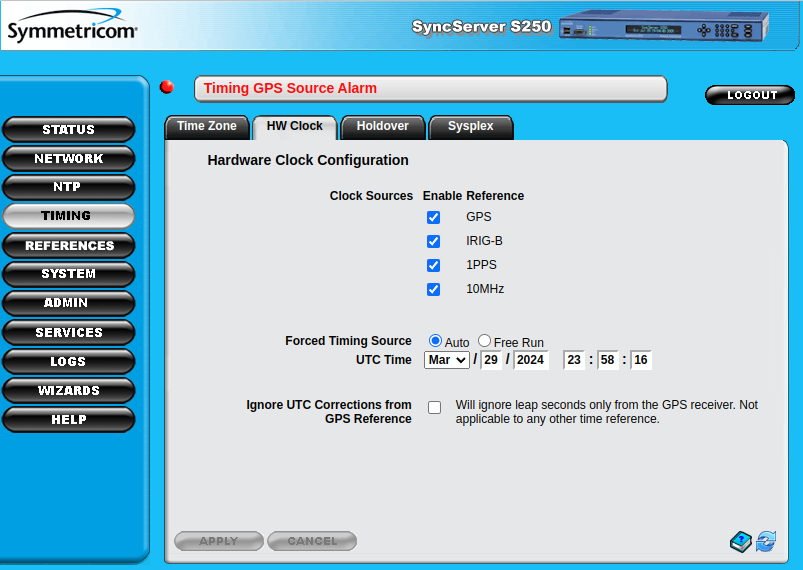 Symmetricom®
SyncServer S250
Timing GPS Source Alarm
LOGOUT
STATUS
NETWORK
NTP
TIMING
REFERENCES
SYSTEM
ADMIN
SERVICES
LOGS
WIZARDS
HELP
Time Zone HW Clock Holdover Sysplex
Hardware Clock Configuration
Clock Sources Enable Reference
GPS
IRIG-B
1PPS
10MHz
Forced Timing Source Auto Free Run
UTC Time Mar / 29 / 2024 23 : 58 : 16
Ignore UTC Corrections from
GPS Reference
Will ignore leap seconds only from the GPS receiver. Not
applicable to any other time reference.
APPLY CANCEL